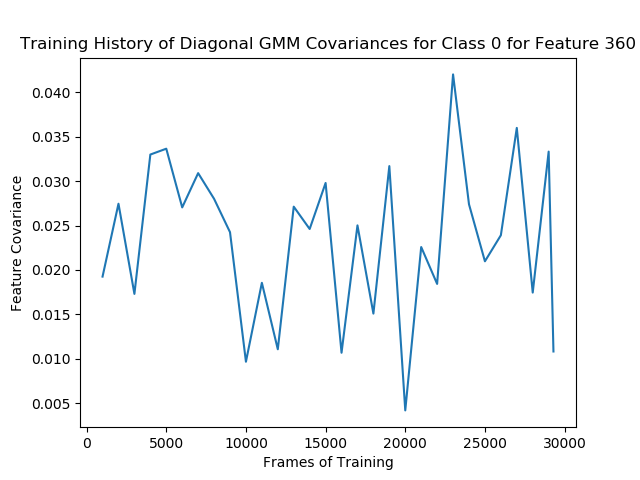 Training History of Diagonal GMM Covariances for Class 0 for Feature 360
0.040
0.035
0.030
0.025
0.020
0.015
0.010
0.005
Feature Covariance
0 5000 10000 15000 20000 25000 30000
Frames of Training